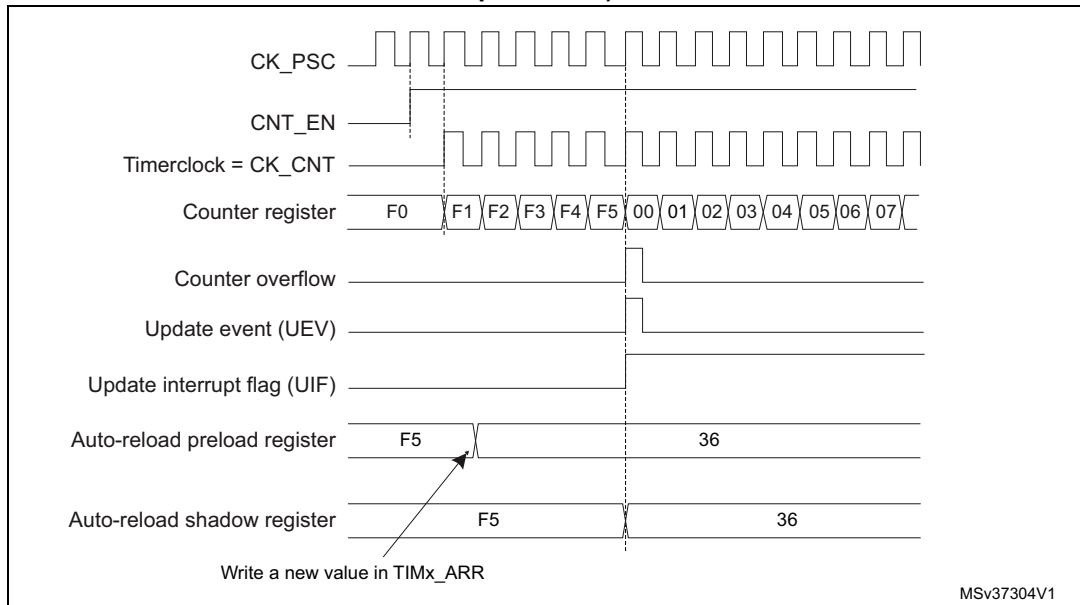 CK_PSC
CNT_EN
Timerclock = CK_CNT
Counter register F0 F1 F2 F3 F4 F5 00 01 02 03 04 05 06 07
Counter overflow
Update event (UEV)
Update interrupt flag (UIF)
Auto-reload preload register F5 36
Auto-reload shadow register F5 36
Write a new value in TIMx_ARR
MSv37304V1